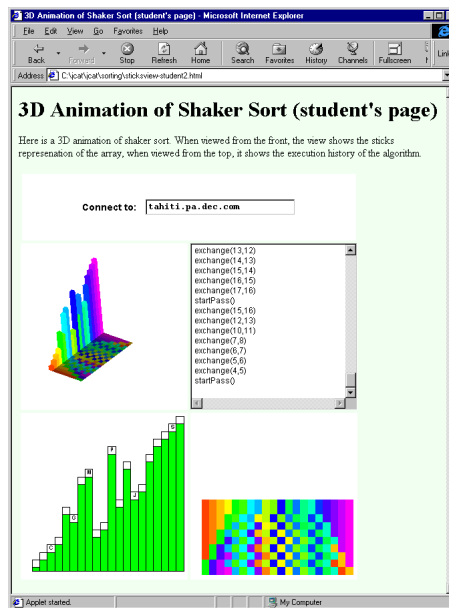 3D Animation of Shaker Sort (student's page) - Microsoft Internet Explorer
File Edit View Go Favorites Help
Back Forward Stop Refresh Home Search Favorites History Channels Fullscreen
Address C:\jcat\jcat\sorting\sticksview-student2.html
3D Animation of Shaker Sort (student's page)
Here is a 3D animation of shaker sort. When viewed from the front, the view shows the sticks
represenation of the array, when viewed from the top, it shows the execution history of the algorithm.
Connect to: tahiti.pa.dec.com
exchange(13,12)
exchange(14,13)
exchange(15,14)
exchange(16,15)
exchange(17,16)
startPass()
exchange(15,16)
exchange(12,13)
exchange(10,11)
exchange(7,8)
exchange(6,7)
exchange(5,6)
exchange(4,5)
startPass()
Applet started. My Computer